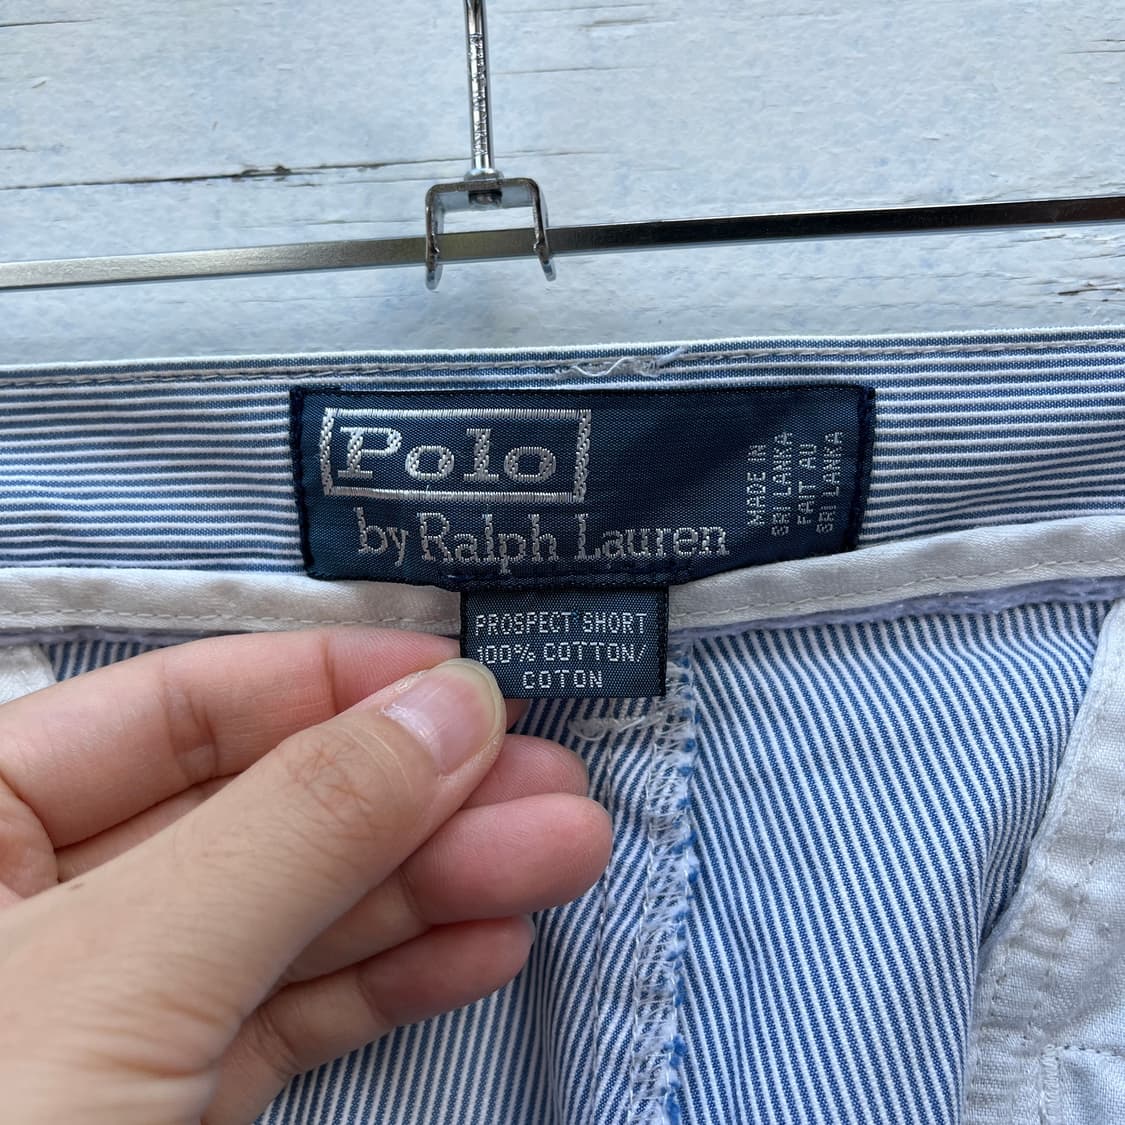 Polo
by Ralph Lauren
MADE IN
SRI LANKA
FAIT AU
SRI LANKA
PROSPECT SHORT
100% COTTON/
COTON